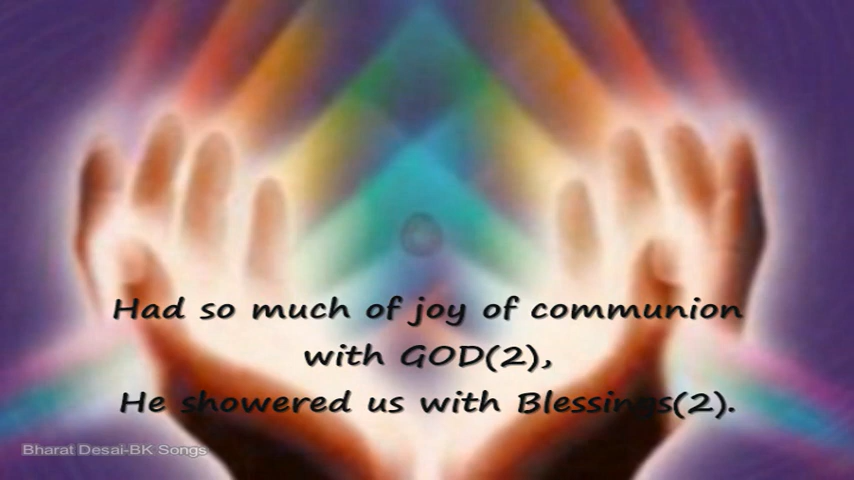 Had so much of joy of communion
with GOD(2),
He showered us with Blessings(2).
Bharat Desai-BK Songs